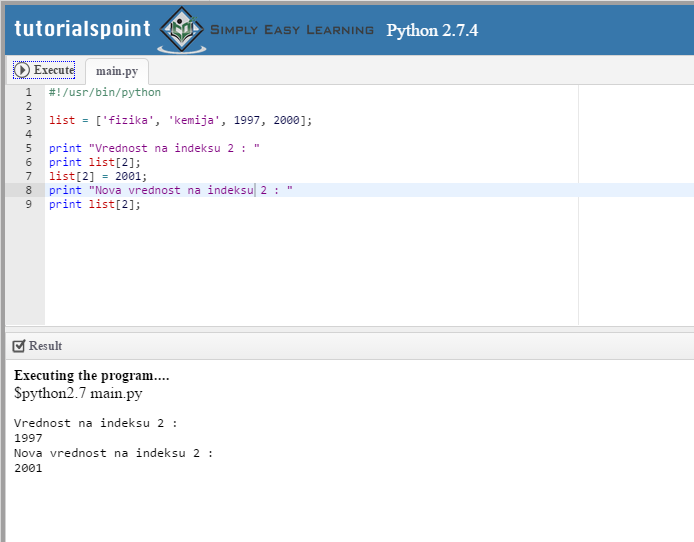 tutorialspoint SIMPLY EASY LEARNING Python 2.7.4
Execute main.py
1 #!/usr/bin/python
2
3 list = ['fizika', 'kemija', 1997, 2000];
4
5 print "Vrednost na indeksu 2 : "
6 print list[2];
7 list[2] = 2001;
8 print "Nova vrednost na indeksu 2 : "
9 print list[2];
Result
Executing the program....
$python2.7 main.py
Vrednost na indeksu 2 :
1997
Nova vrednost na indeksu 2 :
2001